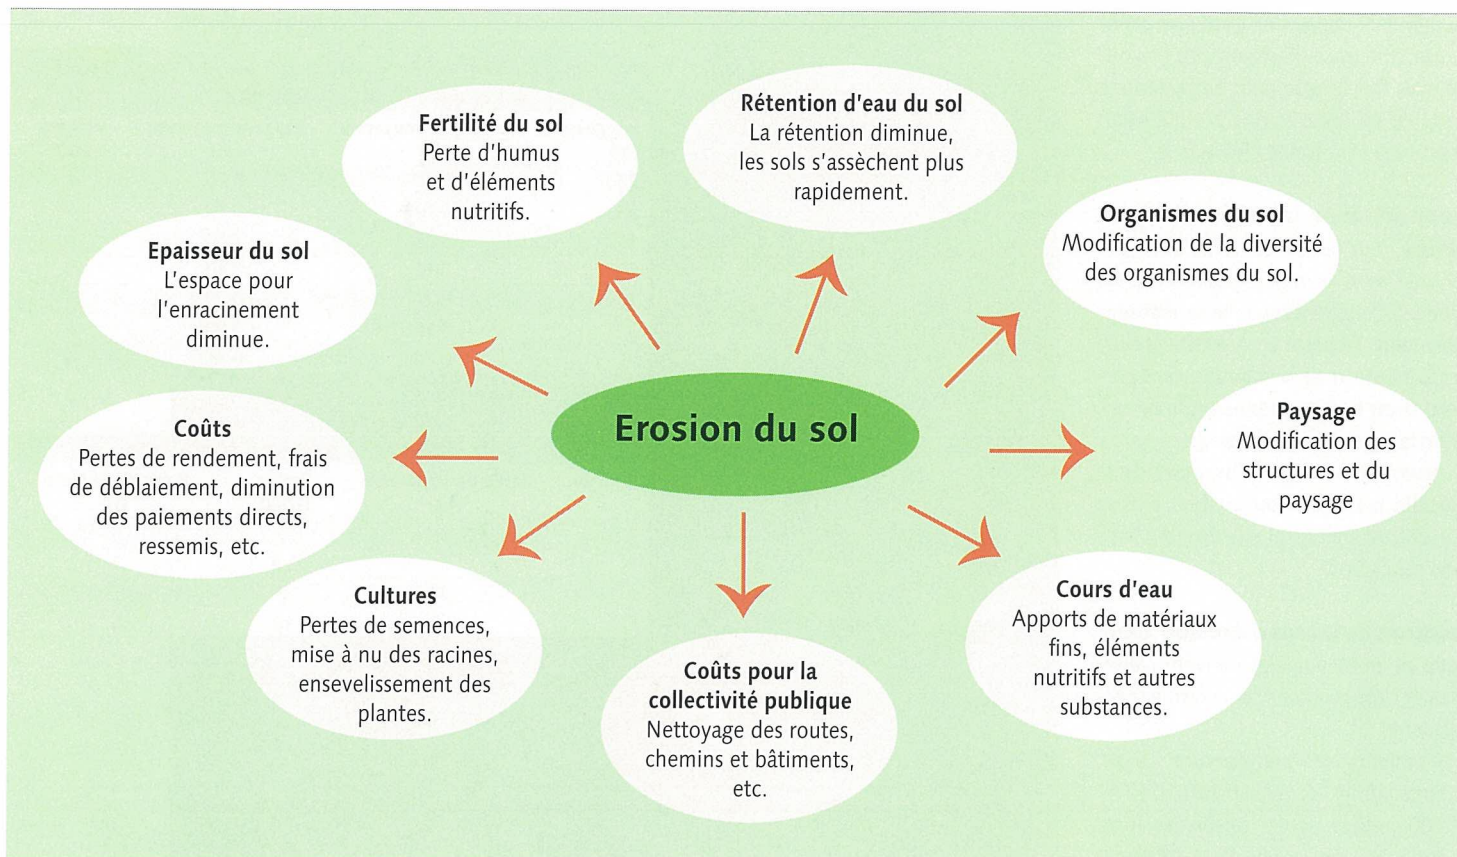 Fertilité du sol
Perte d'humus
et d'éléments
nutritifs.
Rétention d'eau du sol
La rétention diminue,
les sols s'assèchent plus
rapidement.
Organismes du sol
Modification de la diversité
des organismes du sol.
Epaisseur du sol
L'espace pour
l'enracinement
diminue.
Erosion du sol
Paysage
Modification des
structures et du
paysage
Coûts
Pertes de rendement, frais
de déblaiement, diminution
des paiements directs,
ressemis, etc.
Cultures
Pertes de semences,
mise à nu des racines,
ensevelissement des
plantes.
Coûts pour la
collectivité publique
Nettoyage des routes,
chemins et bâtiments,
etc.
Cours d'eau
Apports de matériaux
fins, éléments
nutritifs et autres
substances.